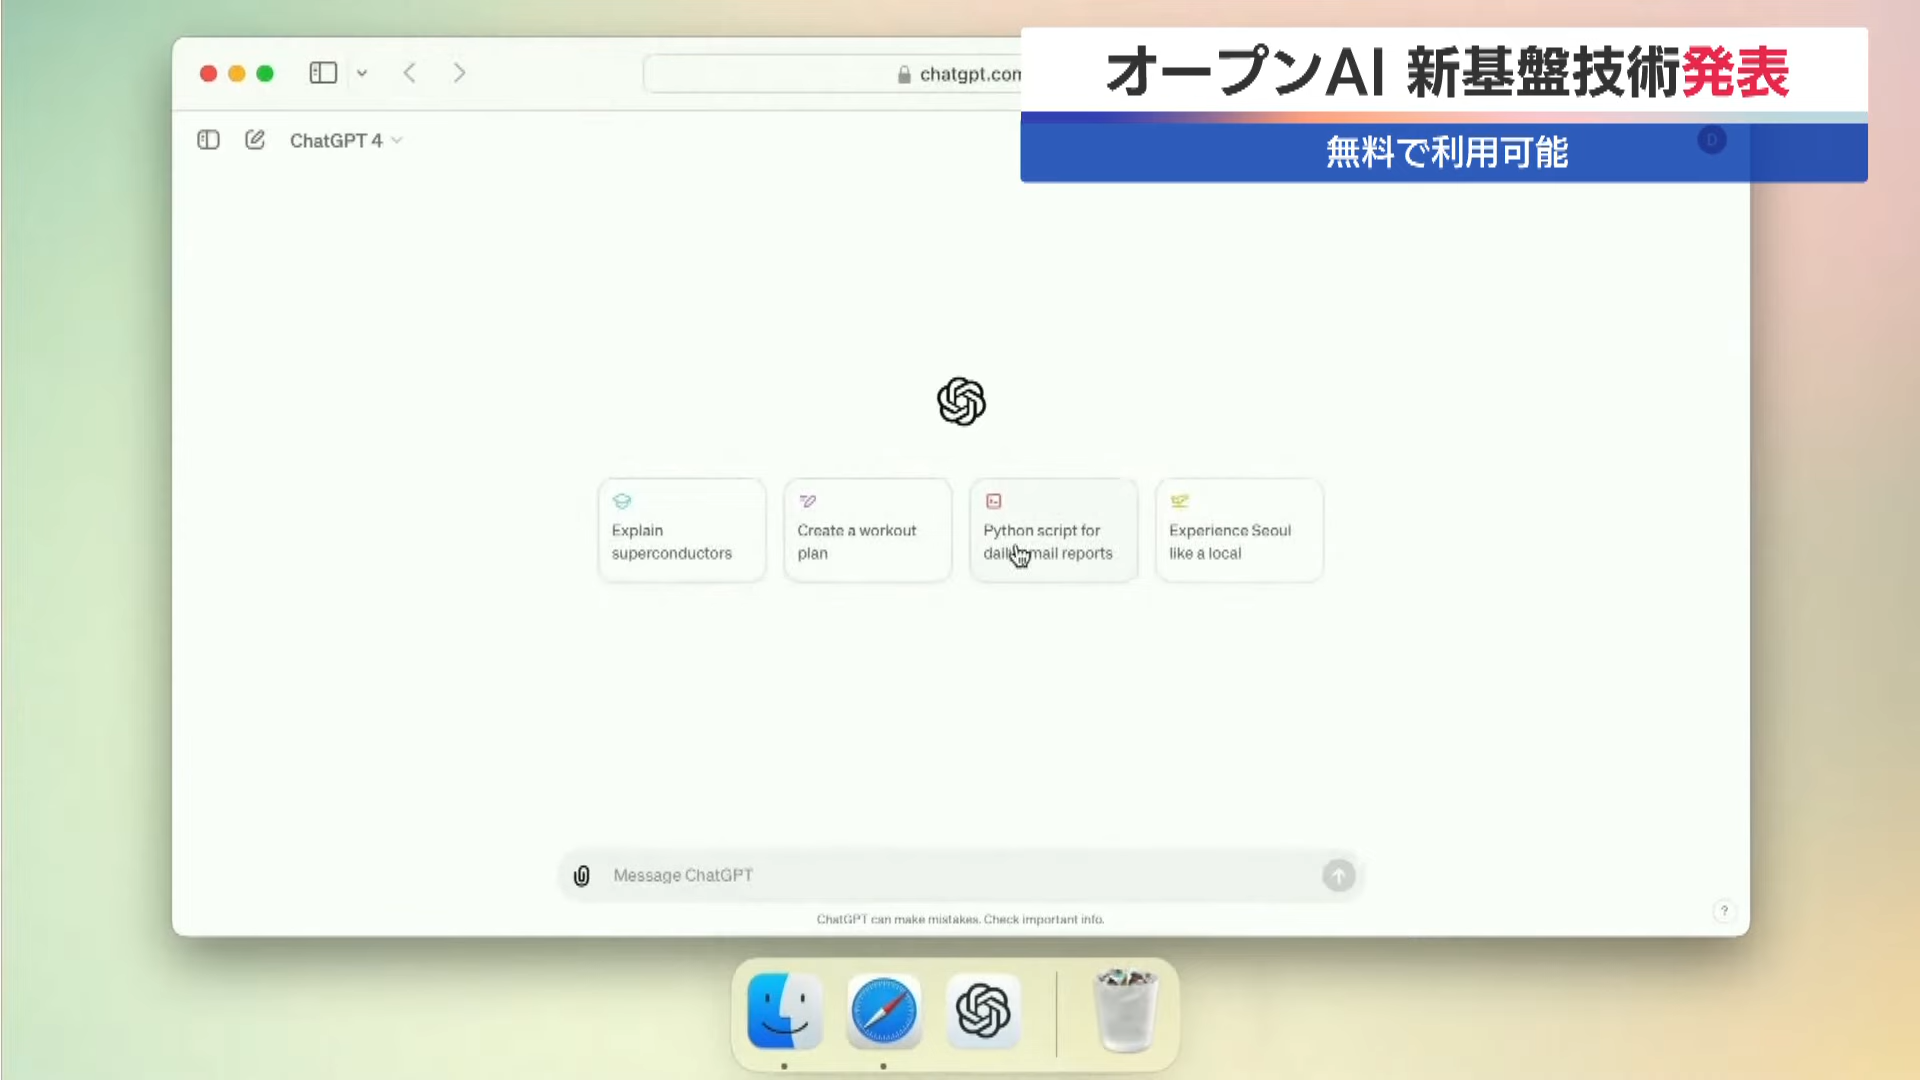 chatgpt.com
オープンAI 新基盤技術発表
無料で利用可能
ChatGPT 4
D
Explain
superconductors
Create a workout
plan
Python script for
mail reports
Experience Seoul
like a local
Message ChatGPT
ChatGPT can make mistakes. Check important info.
?